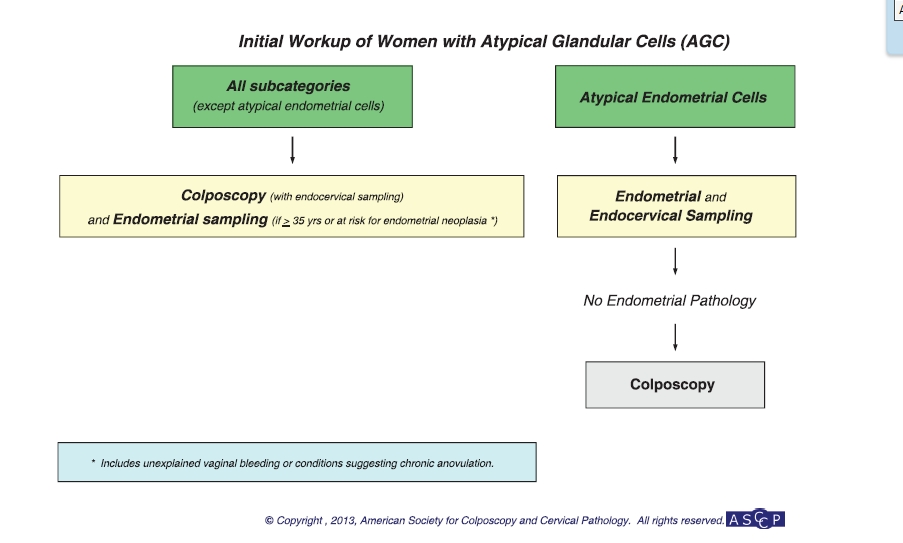 A
Initial Workup of Women with Atypical Glandular Cells (AGC)
All subcategories
(except atypical endometrial cells)
Atypical Endometrial Cells
Colposcopy (with endocervical sampling)
and Endometrial sampling (if ≥ 35 yrs or at risk for endometrial neoplasia *)
Endometrial and
Endocervical Sampling
No Endometrial Pathology
Colposcopy
* Includes unexplained vaginal bleeding or conditions suggesting chronic anovulation.
© Copyright , 2013, American Society for Colposcopy and Cervical Pathology. All rights reserved.
ASCCP